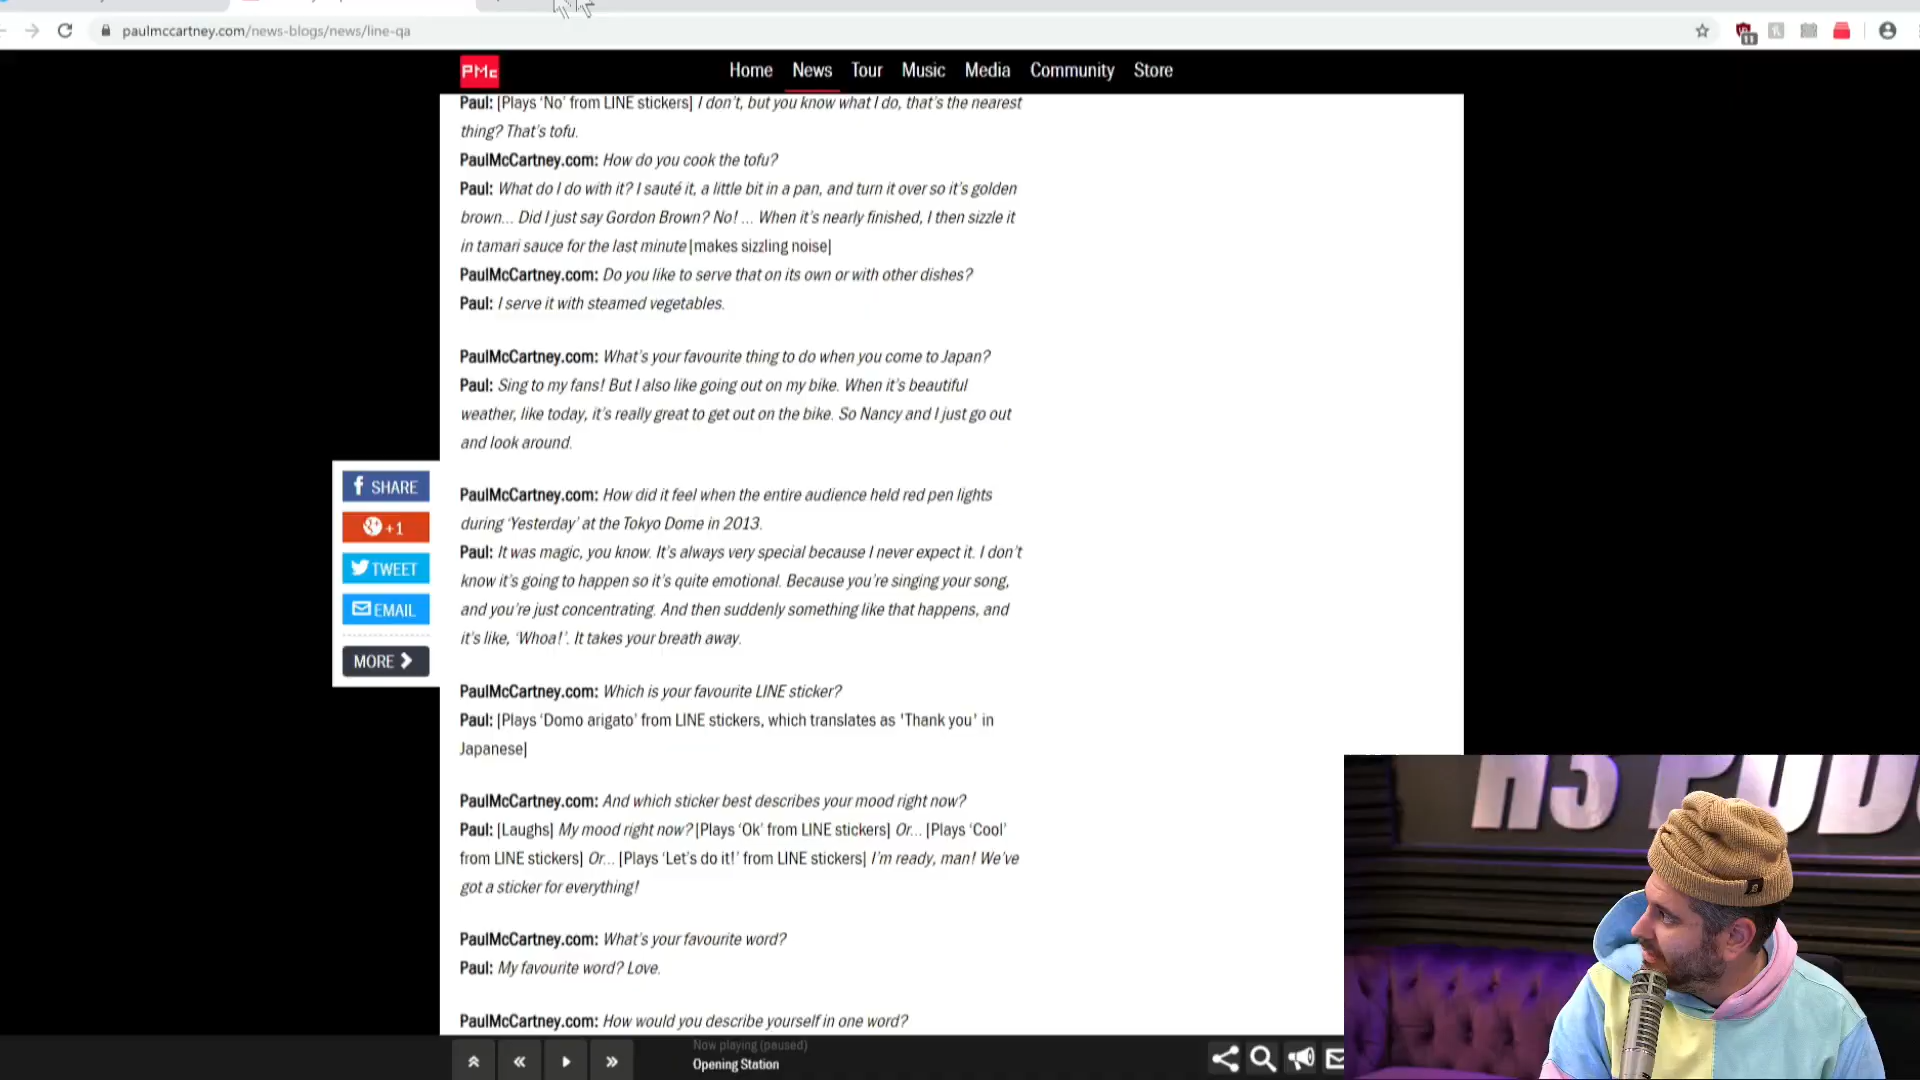 paulmccartney.com/news-blogs/news/line-qa
11
PMc
Home News Tour Music Media Community Store
Paul: [Plays ‘No’ from LINE stickers] I don't, but you know what I do, that's the nearest
thing? That's tofu.
PaulMcCartney.com: How do you cook the tofu?
Paul: What do I do with it? I sauté it, a little bit in a pan, and turn it over so it's golden
brown... Did I just say Gordon Brown? No! ... When it's nearly finished, I then sizzle it
in tamari sauce for the last minute [makes sizzling noise]
PaulMcCartney.com: Do you like to serve that on its own or with other dishes?
Paul: I serve it with steamed vegetables.
PaulMcCartney.com: What's your favourite thing to do when you come to Japan?
Paul: Sing to my fans! But I also like going out on my bike. When it's beautiful
weather, like today, it's really great to get out on the bike. So Nancy and I just go out
and look around.
PaulMcCartney.com: How did it feel when the entire audience held red pen lights
during ‘Yesterday’ at the Tokyo Dome in 2013.
Paul: It was magic, you know. It's always very special because I never expect it. I don't
know it's going to happen so it's quite emotional. Because you're singing your song,
and you're just concentrating. And then suddenly something like that happens, and
it's like, ‘Whoa!’. It takes your breath away.
SHARE
+1
TWEET
EMAIL
MORE
PaulMcCartney.com: Which is your favourite LINE sticker?
Paul: [Plays ‘Domo arigato’ from LINE stickers, which translates as 'Thank you' in
Japanese]
PaulMcCartney.com: And which sticker best describes your mood right now?
Paul: [Laughs] My mood right now? [Plays ‘Ok’ from LINE stickers] Or... [Plays ‘Cool’
from LINE stickers] Or... [Plays ‘Let's do it!’ from LINE stickers] I'm ready, man! We've
got a sticker for everything!
PaulMcCartney.com: What's your favourite word?
Paul: My favourite word? Love.
PaulMcCartney.com: How would you describe yourself in one word?
Now playing (paused)
Opening Station
H3 POD